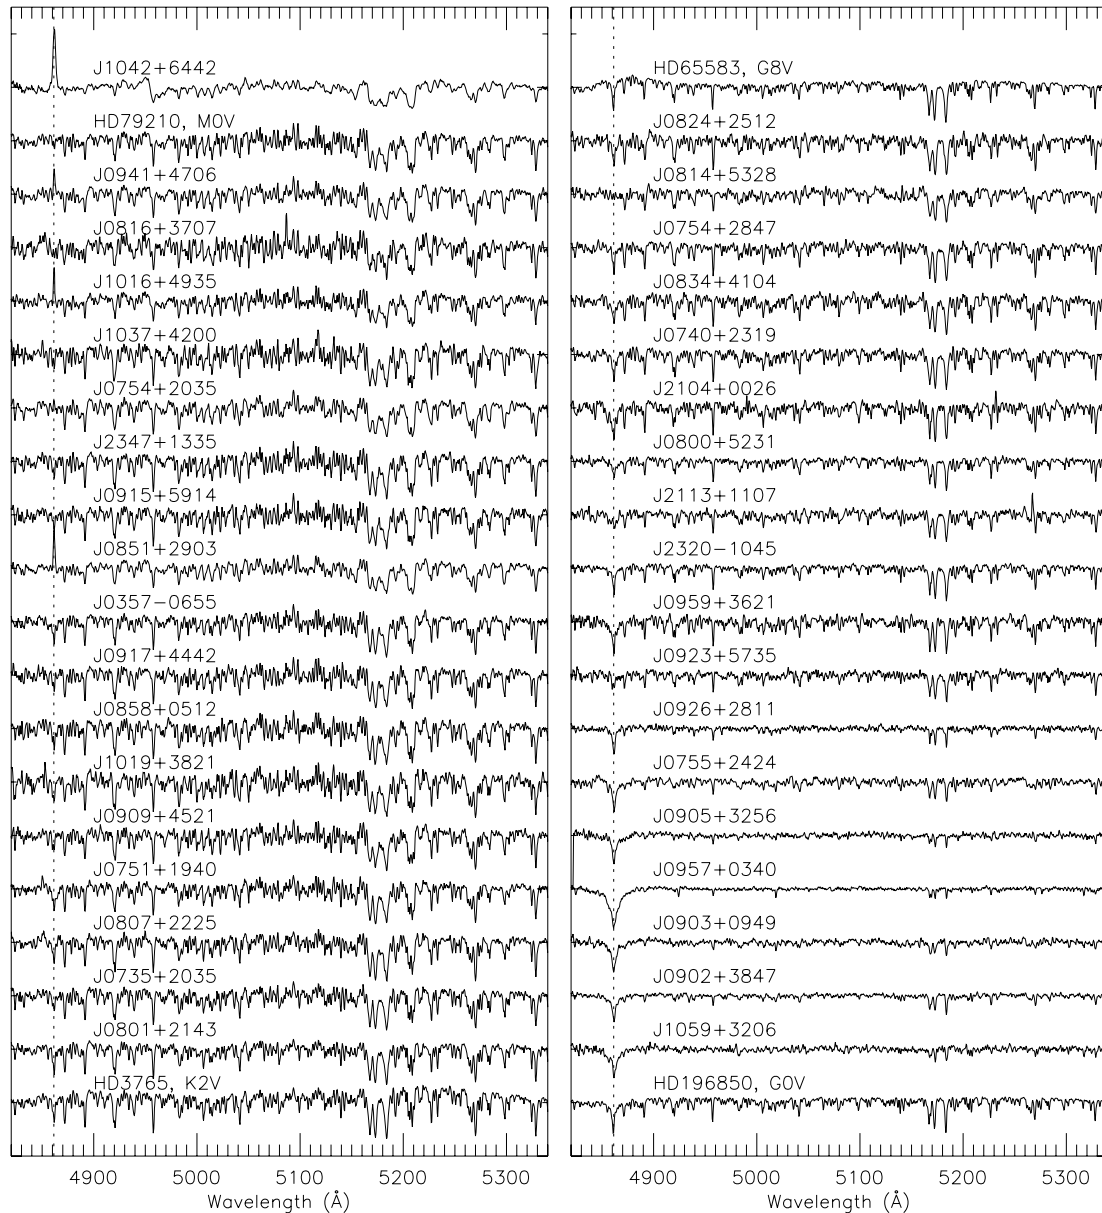 J1042+6442
HD79210, M0V
J0941+4706
J0816+3707
J1016+4935
J1037+4200
J0754+2035
J2347+1335
J0915+5914
J0851+2903
J0357-0655
J0917+4442
J0858+0512
J1019+3821
J0909+4521
J0751+1940
J0807+2225
J0735+2035
J0801+2143
HD3765, K2V
4900 5000 5100 5200 5300
Wavelength (Å)
HD65583, G8V
J0824+2512
J0814+5328
J0754+2847
J0834+4104
J0740+2319
J2104+0026
J0800+5231
J2113+1107
J2320-1045
J0959+3621
J0923+5735
J0926+2811
J0755+2424
J0905+3256
J0957+0340
J0903+0949
J0902+3847
J1059+3206
HD196850, G0V
4900 5000 5100 5200 5300
Wavelength (Å)